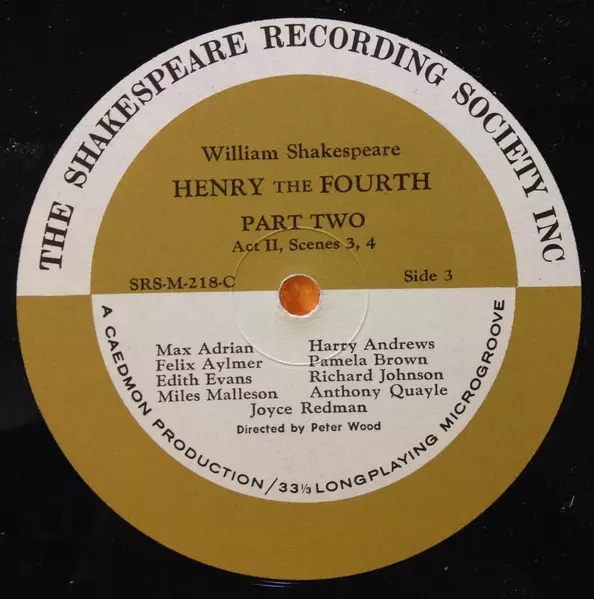 THE SHAKESPEARE RECORDING SOCIETY INC
William Shakespeare
HENRY THE FOURTH
PART TWO
Act II, Scenes 3, 4
SRS-M-218-C Side 3
Max Adrian Harry Andrews
Felix Aylmer Pamela Brown
Edith Evans Richard Johnson
Miles Malleson Anthony Quayle
Joyce Redman
Directed by Peter Wood
A CAEDMON PRODUCTION/33⅓ LONGPLAYING MICROGROOVE